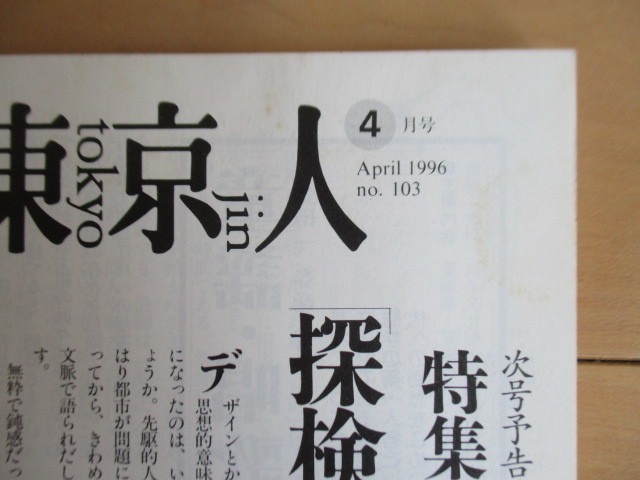 東京人
tokyo
jin
4月号
April 1996
no. 103
次号予告
特集
「探検
デザインとか
思想的意味
になったのは、い
ょうか。先駆的人
はり都市が問題に
ってから、きわめ
文脈で語られだし
す。
無粋で鈍感だっ